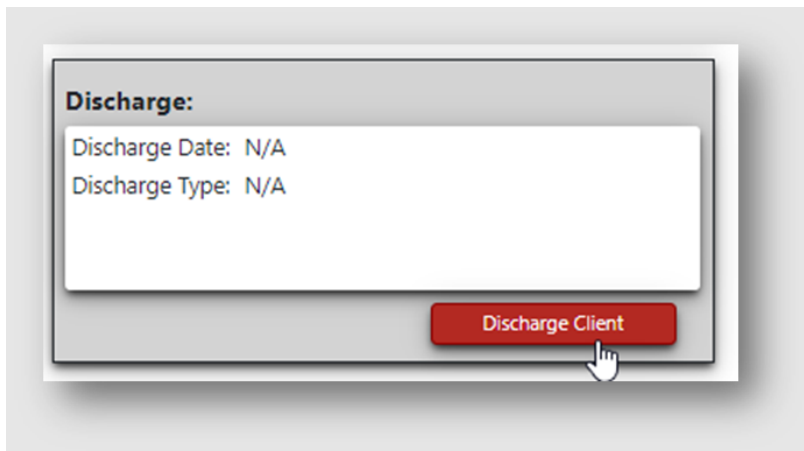 Discharge:
Discharge Date: N/A
Discharge Type: N/A
Discharge Client